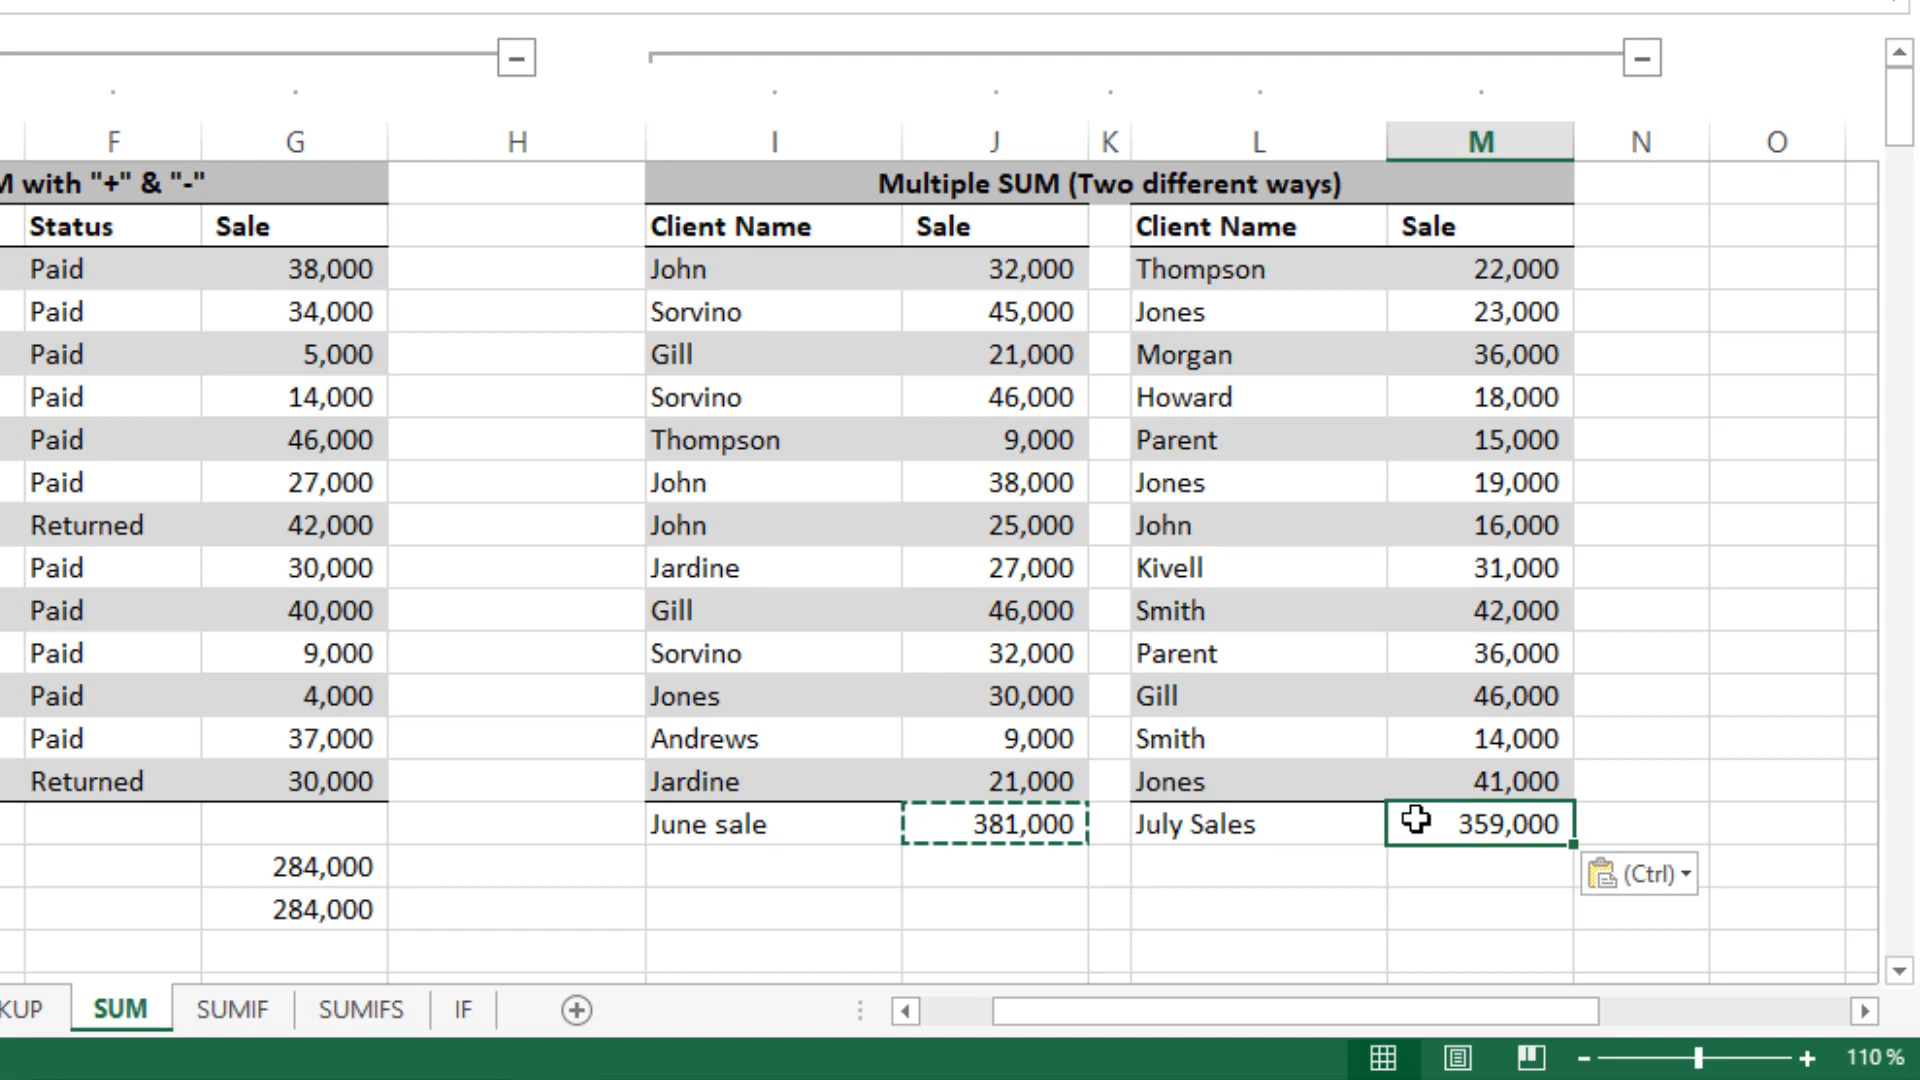 F G H I J K L M N O
M with "+" & "-" Multiple SUM (Two different ways)
Status Sale Client Name Sale Client Name Sale
Paid 38,000 John 32,000 Thompson 22,000
Paid 34,000 Sorvino 45,000 Jones 23,000
Paid 5,000 Gill 21,000 Morgan 36,000
Paid 14,000 Sorvino 46,000 Howard 18,000
Paid 46,000 Thompson 9,000 Parent 15,000
Paid 27,000 John 38,000 Jones 19,000
Returned 42,000 John 25,000 John 16,000
Paid 30,000 Jardine 27,000 Kivell 31,000
Paid 40,000 Gill 46,000 Smith 42,000
Paid 9,000 Sorvino 32,000 Parent 36,000
Paid 4,000 Jones 30,000 Gill 46,000
Paid 37,000 Andrews 9,000 Smith 14,000
Returned 30,000 Jardine 21,000 Jones 41,000
June sale 381,000 July Sales 359,000
284,000 (Ctrl)
284,000
KUP SUM SUMIF SUMIFS IF
110 %